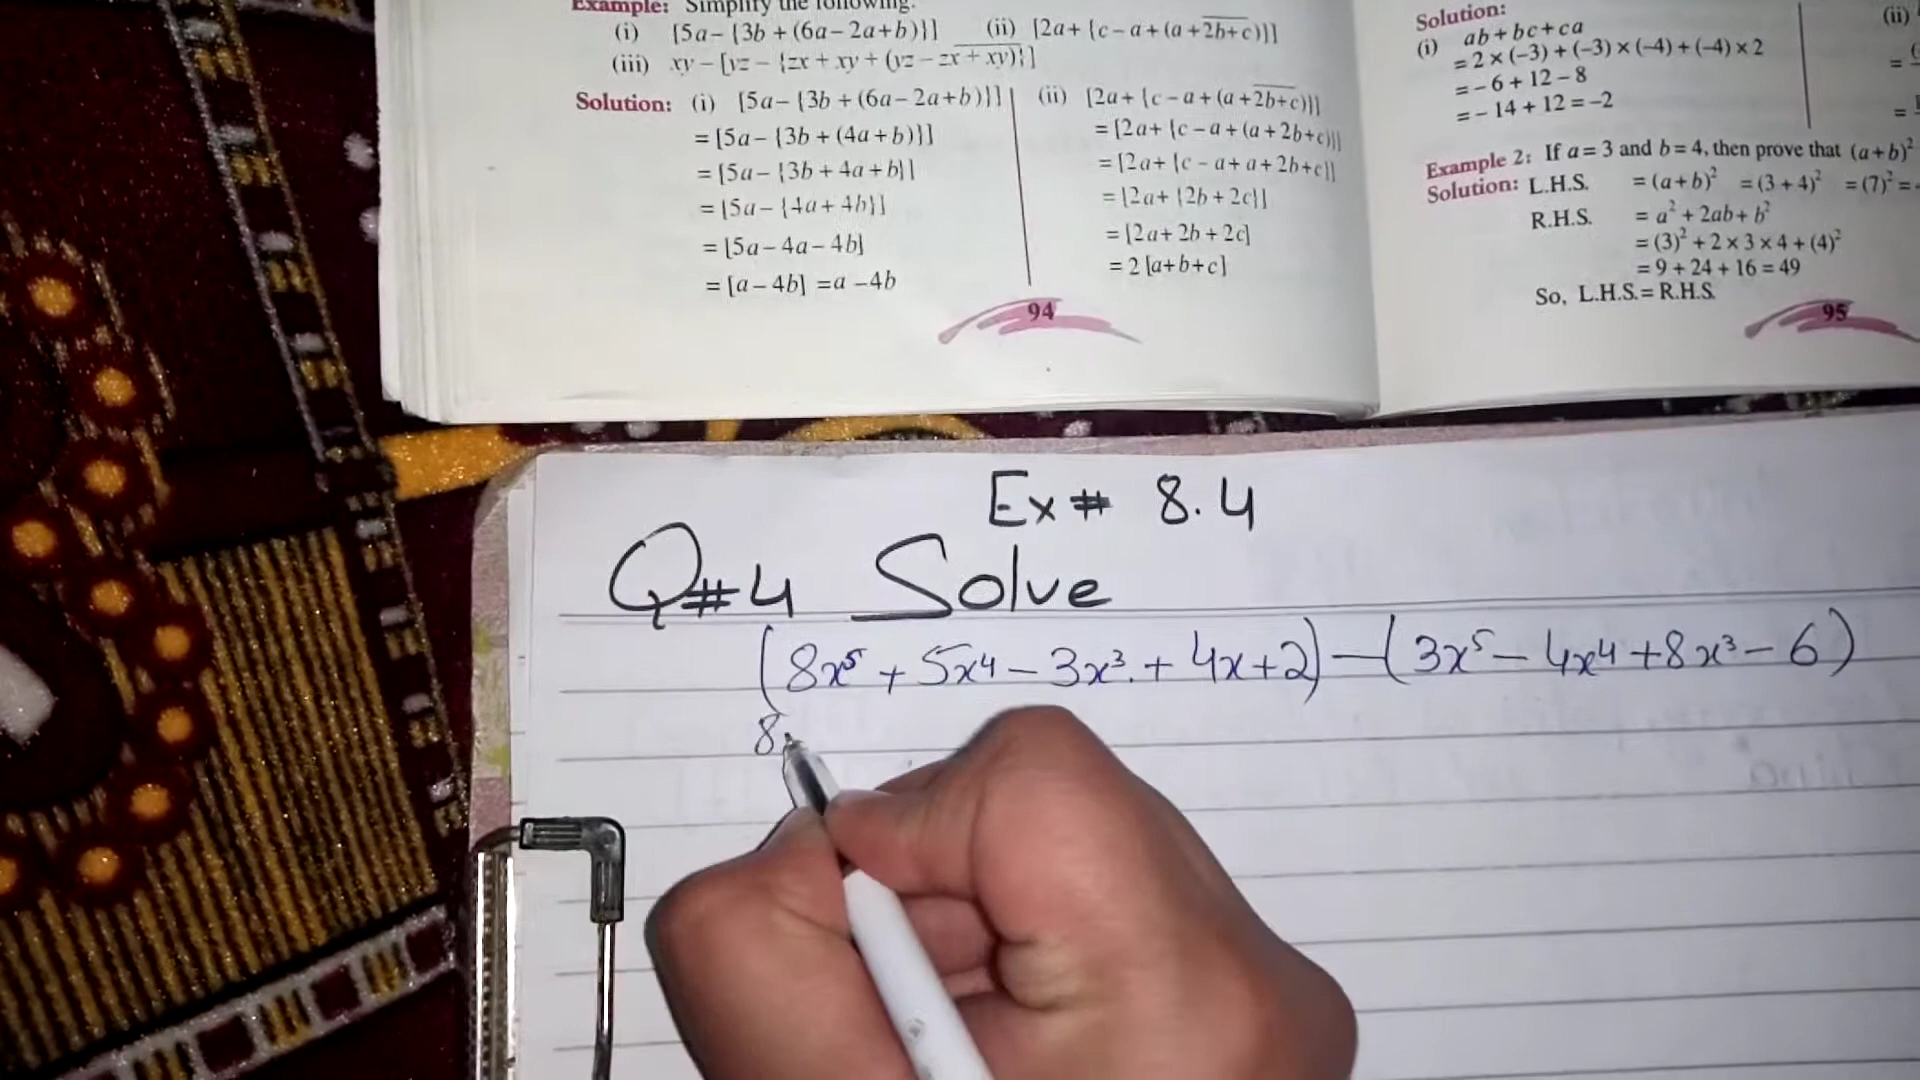 Example: Simplify the following.
(i) [5a−{3b+(6a−2a+b)}] (ii) [2a+{c−a+(a+2b+c)}]
(iii) xy−[yz−{zx+xy+(yz−zx+xy)}]
Solution: (i) [5a−{3b+(6a−2a+b)}]
=[5a−{3b+(4a+b)}]
=[5a−{3b+4a+b}]
=[5a−{4a+4b}]
=[5a−4a−4b]
=[a−4b] =a−4b
(ii) [2a+{c−a+(a+2b+c)}]
=[2a+{c−a+(a+2b+c)}]
=[2a+{c−a+a+2b+c}]
=[2a+{2b+2c}]
=[2a+2b+2c]
=2[a+b+c]
94
Solution:
(i) ab+bc+ca
=2×(−3)+(−3)×(−4)+(−4)×2
=−6+12−8
=−14+12=−2
(ii)
=
=
Example 2: If a=3 and b=4, then prove that (a+b)²
Solution: L.H.S. =(a+b)² =(3+4)² =(7)²=
R.H.S. =a²+2ab+b²
=(3)²+2×3×4+(4)²
=9+24+16=49
So, L.H.S.=R.H.S.
95
Ex# 8.4
Q#4 Solve
(8x⁵+5x⁴−3x³.+4x+2)−(3x⁵−4x⁴+8x³−6)
8